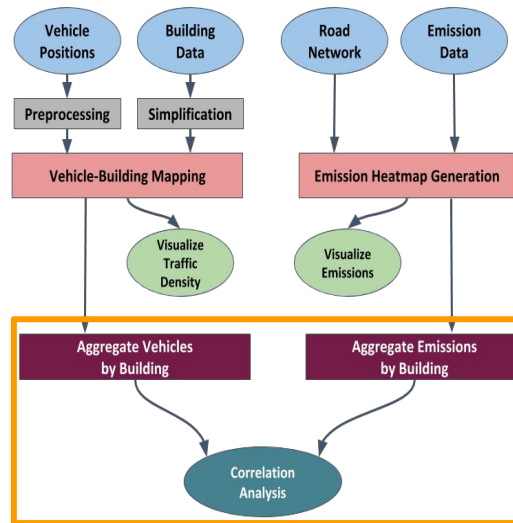 Vehicle
Positions
Building
Data
Road
Network
Emission
Data
Preprocessing
Simplification
Vehicle-Building Mapping
Emission Heatmap Generation
Visualize
Traffic
Density
Visualize
Emissions
Aggregate Vehicles
by Building
Aggregate Emissions
by Building
Correlation
Analysis